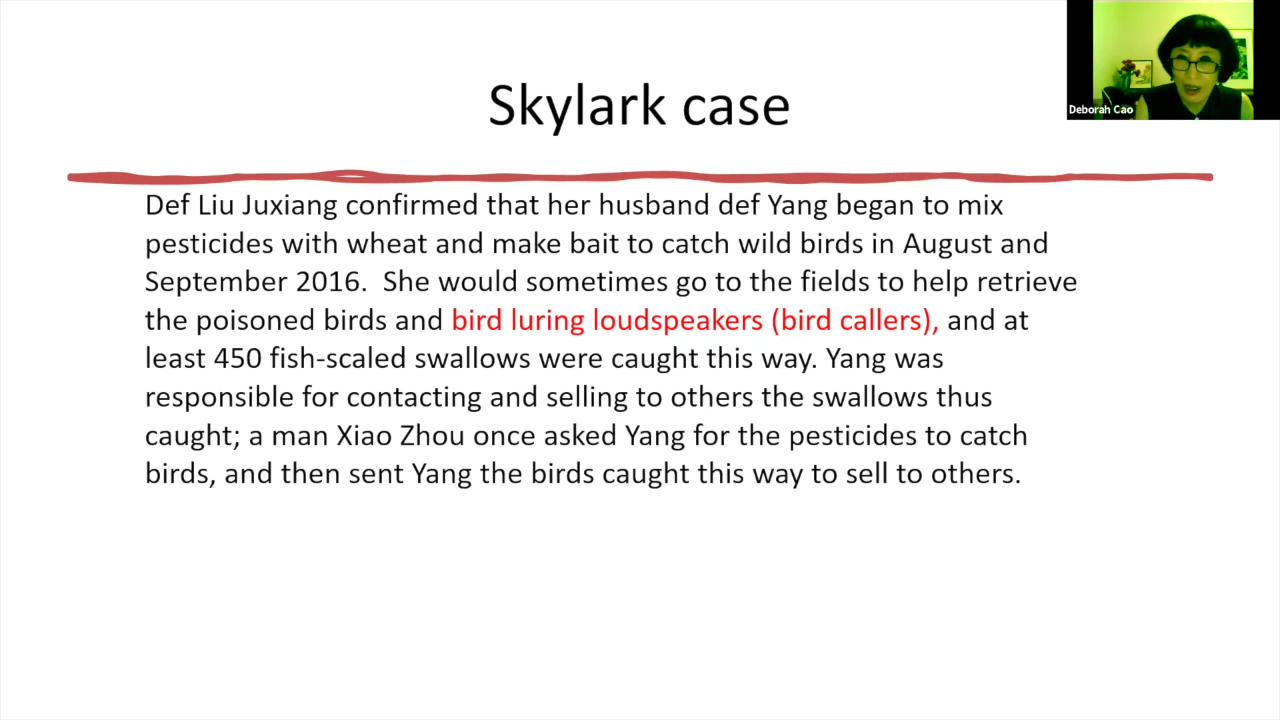 Skylark case
Deborah Cao
Def Liu Juxiang confirmed that her husband def Yang began to mix
pesticides with wheat and make bait to catch wild birds in August and
September 2016.  She would sometimes go to the fields to help retrieve
the poisoned birds and bird luring loudspeakers (bird callers), and at
least 450 fish-scaled swallows were caught this way. Yang was
responsible for contacting and selling to others the swallows thus
caught; a man Xiao Zhou once asked Yang for the pesticides to catch
birds, and then sent Yang the birds caught this way to sell to others.